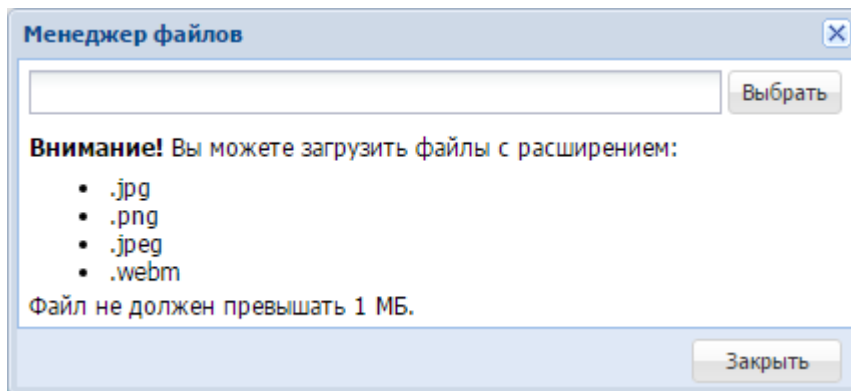 Менеджер файлов
Выбрать
Внимание! Вы можете загрузить файлы с расширением:
.jpg
.png
.jpeg
.webm
Файл не должен превышать 1 МБ.
Закрыть